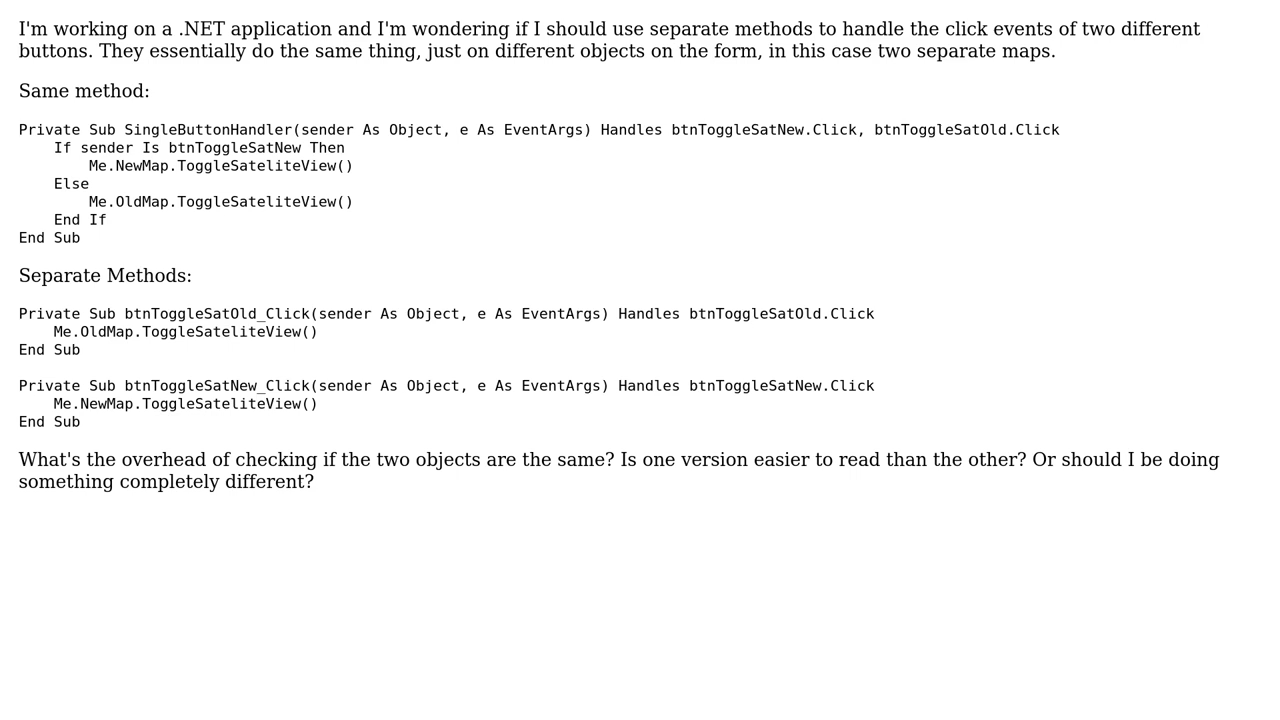 I'm working on a .NET application and I'm wondering if I should use separate methods to handle the click events of two different
buttons. They essentially do the same thing, just on different objects on the form, in this case two separate maps.
Same method:
Private Sub SingleButtonHandler(sender As Object, e As EventArgs) Handles btnToggleSatNew.Click, btnToggleSatOld.Click
    If sender Is btnToggleSatNew Then
        Me.NewMap.ToggleSateliteView()
    Else
        Me.OldMap.ToggleSateliteView()
    End If
End Sub
Separate Methods:
Private Sub btnToggleSatOld_Click(sender As Object, e As EventArgs) Handles btnToggleSatOld.Click
    Me.OldMap.ToggleSateliteView()
End Sub
Private Sub btnToggleSatNew_Click(sender As Object, e As EventArgs) Handles btnToggleSatNew.Click
    Me.NewMap.ToggleSateliteView()
End Sub
What's the overhead of checking if the two objects are the same? Is one version easier to read than the other? Or should I be doing
something completely different?